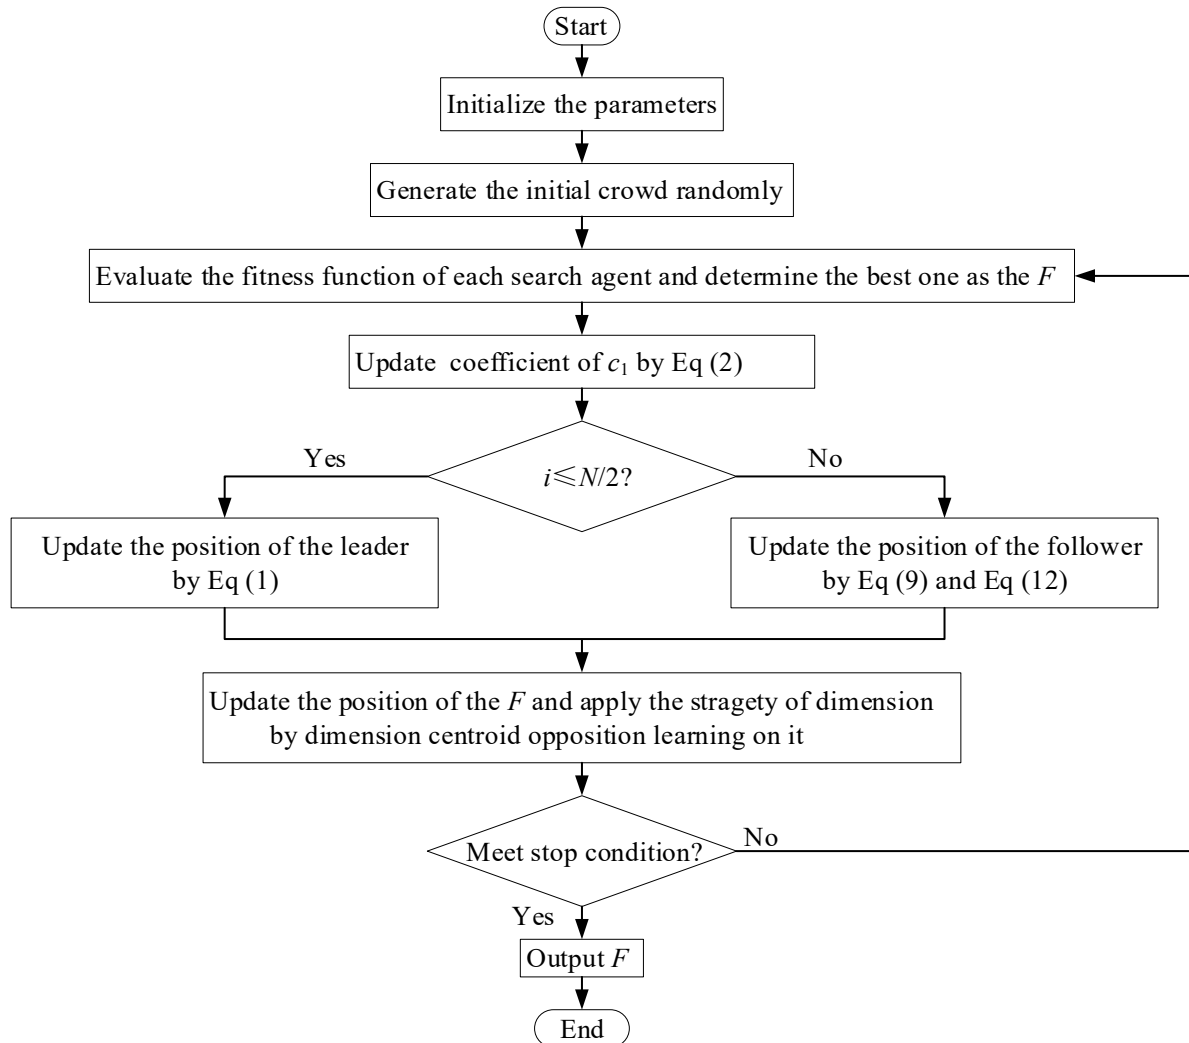 Start
Initialize the parameters
Generate the initial crowd randomly
Evaluate the fitness function of each search agent and determine the best one as the F
Update coefficient of c₁ by Eq (2)
Yes
i≤N/2?
No
Update the position of the leader
by Eq (1)
Update the position of the follower
by Eq (9) and Eq (12)
Update the position of the F and apply the stragety of dimension
by dimension centroid opposition learning on it
Meet stop condition?
No
Yes
Output F
End